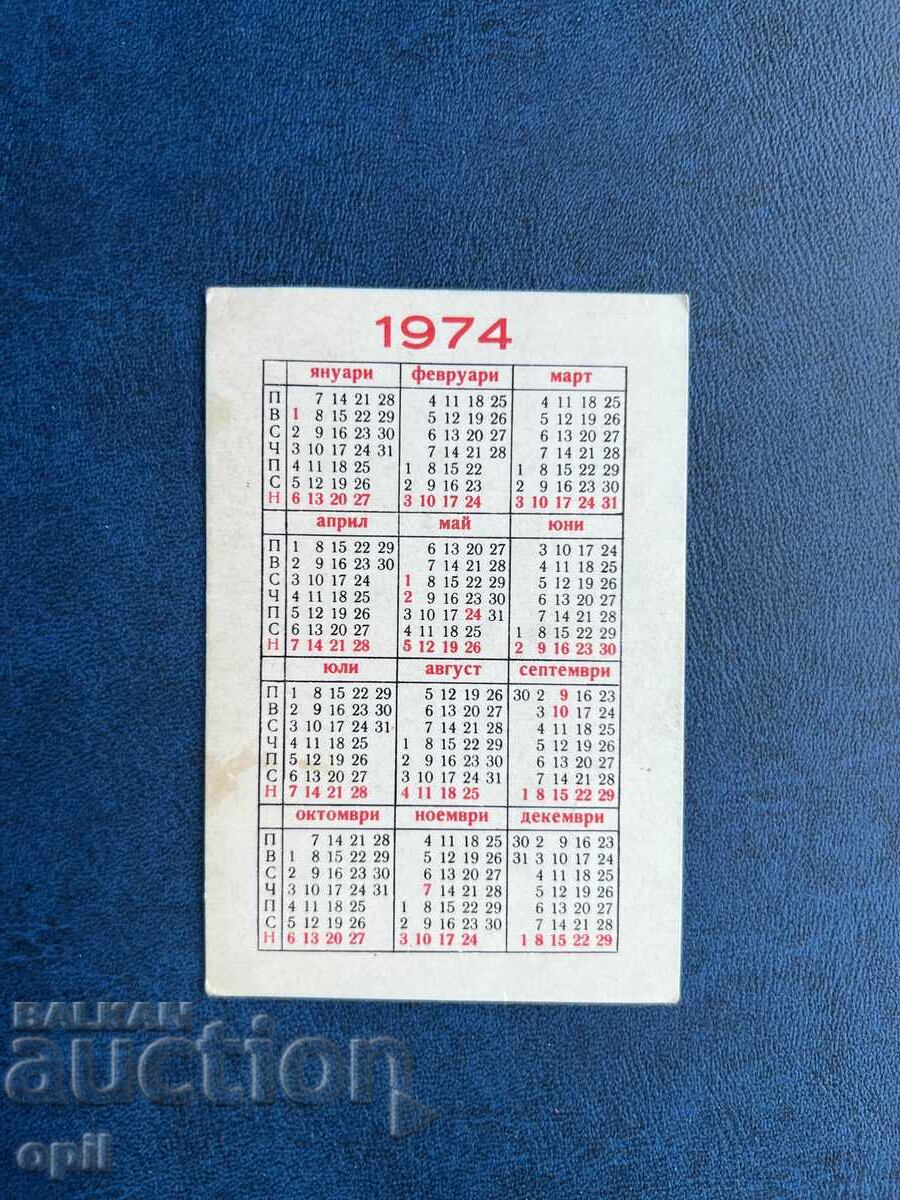 1974
януари февруари март
П 7 14 21 28 4 11 18 25 4 11 18 25
В 1 8 15 22 29 5 12 19 26 5 12 19 26
С 2 9 16 23 30 6 13 20 27 6 13 20 27
Ч 3 10 17 24 31 7 14 21 28 7 14 21 28
П 4 11 18 25 1 8 15 22 1 8 15 22 29
С 5 12 19 26 2 9 16 23 2 9 16 23 30
Н 6 13 20 27 3 10 17 24 3 10 17 24 31
април май юни
П 1 8 15 22 29 6 13 20 27 3 10 17 24
В 2 9 16 23 30 7 14 21 28 4 11 18 25
С 3 10 17 24 1 8 15 22 29 5 12 19 26
Ч 4 11 18 25 2 9 16 23 30 6 13 20 27
П 5 12 19 26 3 10 17 24 31 7 14 21 28
С 6 13 20 27 4 11 18 25 1 8 15 22 29
Н 7 14 21 28 5 12 19 26 2 9 16 23 30
юли август септември
П 1 8 15 22 29 5 12 19 26 30 2 9 16 23
В 2 9 16 23 30 6 13 20 27 3 10 17 24
С 3 10 17 24 31 7 14 21 28 4 11 18 25
Ч 4 11 18 25 1 8 15 22 29 5 12 19 26
П 5 12 19 26 2 9 16 23 30 6 13 20 27
С 6 13 20 27 3 10 17 24 31 7 14 21 28
Н 7 14 21 28 4 11 18 25 1 8 15 22 29
октомври ноември декември
П 7 14 21 28 4 11 18 25 30 2 9 16 23
В 1 8 15 22 29 5 12 19 26 31 3 10 17 24
С 2 9 16 23 30 6 13 20 27 4 11 18 25
Ч 3 10 17 24 31 7 14 21 28 5 12 19 26
П 4 11 18 25 1 8 15 22 29 6 13 20 27
С 5 12 19 26 2 9 16 23 30 7 14 21 28
Н 6 13 20 27 3 10 17 24 1 8 15 22 29
BALKAN
auction
opil